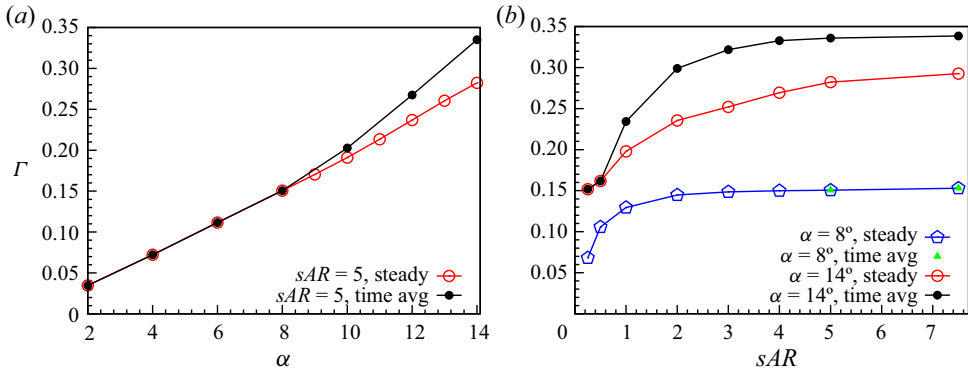 (a)
0.35
0.30
0.25
0.20
0.15
0.10
0.05
0
Γ
2 4 6 8 10 12 14
α
sAR = 5, steady
sAR = 5, time avg
(b)
0.35
0.30
0.25
0.20
0.15
0.10
0.05
0 1 2 3 4 5 6 7
sAR
α = 8º, steady
α = 8º, time avg
α = 14º, steady
α = 14º, time avg